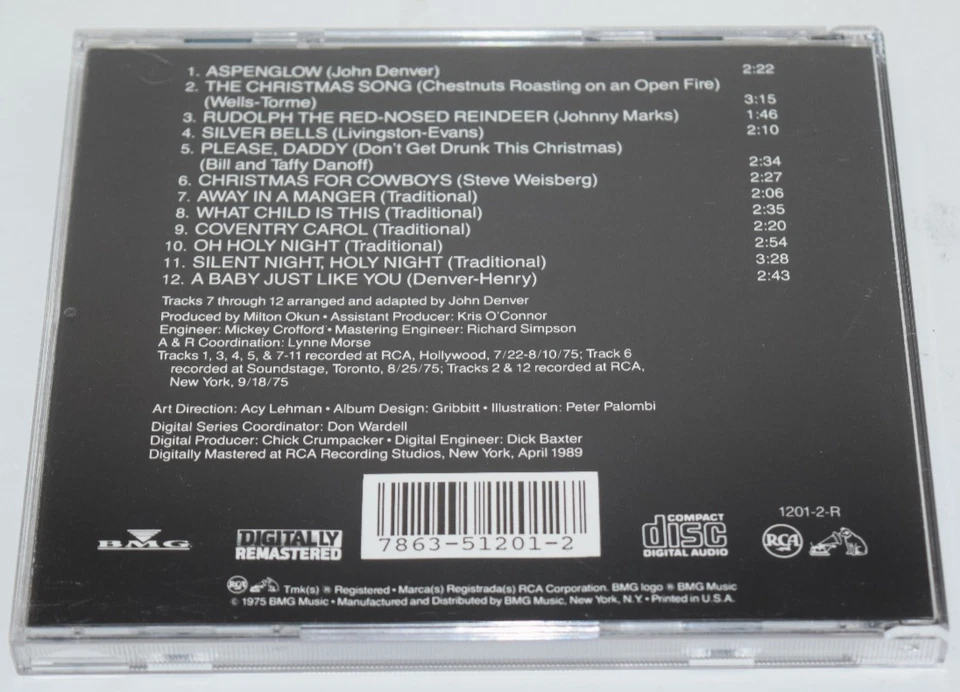 1. ASPENGLOW (John Denver) 2:22
2. THE CHRISTMAS SONG (Chestnuts Roasting on an Open Fire)
(Wells-Torme) 3:15
3. RUDOLPH THE RED-NOSED REINDEER (Johnny Marks) 1:46
4. SILVER BELLS (Livingston-Evans) 2:10
5. PLEASE, DADDY (Don't Get Drunk This Christmas)
(Bill and Taffy Danoff) 2:34
6. CHRISTMAS FOR COWBOYS (Steve Weisberg) 2:27
7. AWAY IN A MANGER (Traditional) 2:06
8. WHAT CHILD IS THIS (Traditional) 2:35
9. COVENTRY CAROL (Traditional) 2:20
10. OH HOLY NIGHT (Traditional) 2:54
11. SILENT NIGHT, HOLY NIGHT (Traditional) 3:28
12. A BABY JUST LIKE YOU (Denver-Henry) 2:43
Tracks 7 through 12 arranged and adapted by John Denver
Produced by Milton Okun • Assistant Producer: Kris O'Connor
Engineer: Mickey Crofford • Mastering Engineer: Richard Simpson
A & R Coordination: Lynne Morse
Tracks 1, 3, 4, 5, & 7-11 recorded at RCA, Hollywood, 7/22-8/10/75; Track 6
recorded at Soundstage, Toronto, 8/25/75; Tracks 2 & 12 recorded at RCA,
New York, 9/18/75
Art Direction: Acy Lehman • Album Design: Gribbitt • Illustration: Peter Palombi
Digital Series Coordinator: Don Wardell
Digital Producer: Chick Crumpacker • Digital Engineer: Dick Baxter
Digitally Mastered at RCA Recording Studios, New York, April 1989
BMG
DIGITALLY
REMASTERED
7863-51201-2
COMPACT
disc
DIGITAL AUDIO
1201-2-R
RCA
RCA Tmk(s) ® Registered • Marca(s) Registrada(s) RCA Corporation. BMG logo ® BMG Music
© 1975 BMG Music • Manufactured and Distributed by BMG Music, New York, N.Y. • Printed in U.S.A.